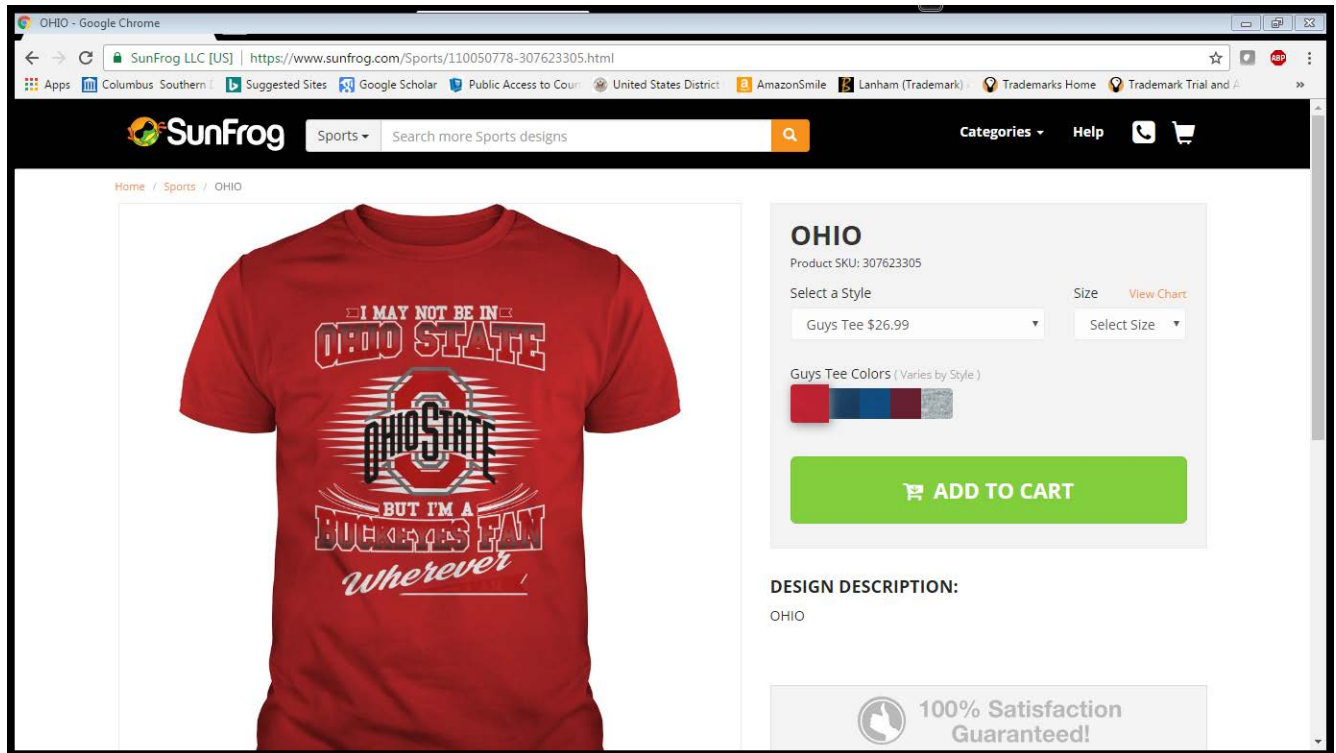 OHIO - Google Chrome
SunFrog LLC [US] | https://www.sunfrog.com/Sports/110050778-307623305.html
ABP
Apps Columbus Southern Suggested Sites Google Scholar Public Access to Cour United States District AmazonSmile Lanham (Trademark) Trademarks Home Trademark Trial and A »
SunFrog Sports Search more Sports designs Categories Help
Home / Sports / OHIO
I MAY NOT BE IN
OHIO STATE
OHIO STATE
BUT I'M A
BUCKEYES FAN
Wherever
OHIO
Product SKU: 307623305
Select a Style Size View Chart
Guys Tee $26.99 Select Size
Guys Tee Colors ( Varies by Style )
ADD TO CART
DESIGN DESCRIPTION:
OHIO
100% Satisfaction
Guaranteed!